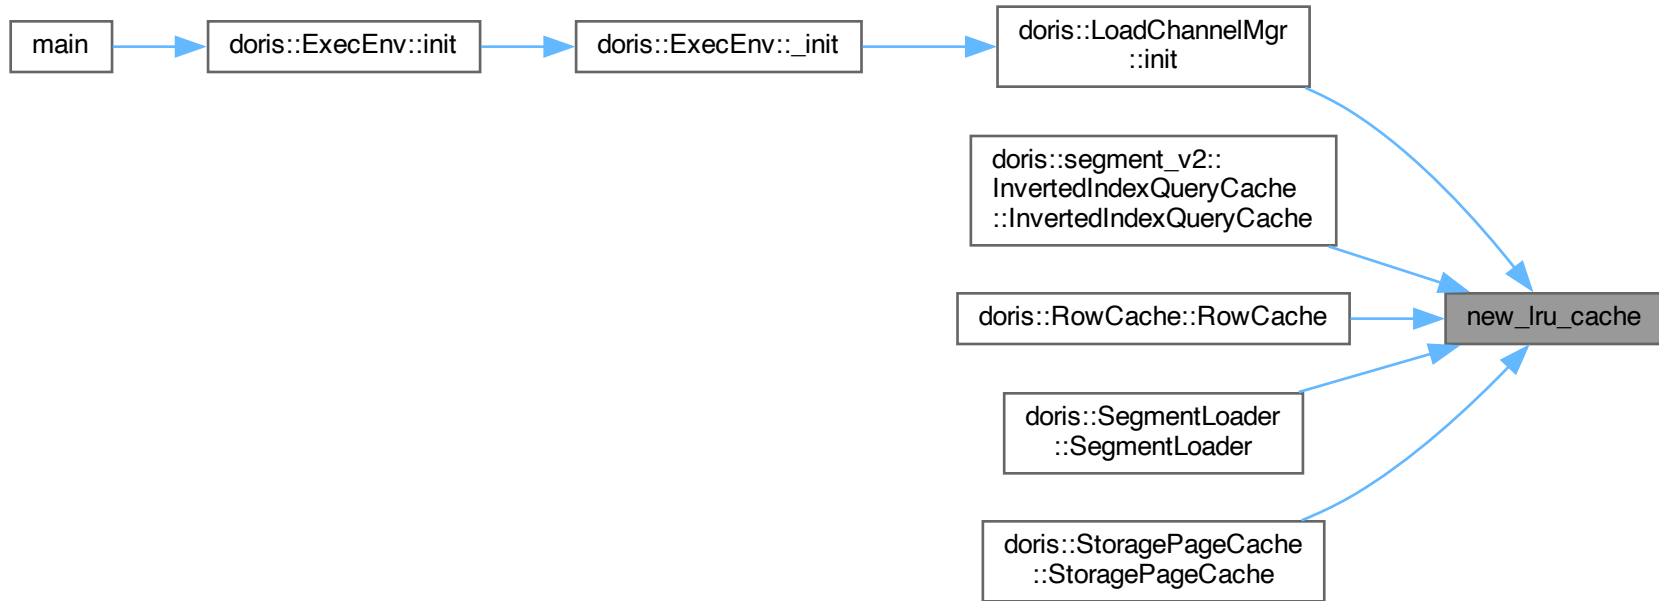 main
doris::ExecEnv::init
doris::ExecEnv::_init
doris::LoadChannelMgr
::init
doris::segment_v2::
InvertedIndexQueryCache
::InvertedIndexQueryCache
doris::RowCache::RowCache
new_lru_cache
doris::SegmentLoader
::SegmentLoader
doris::StoragePageCache
::StoragePageCache